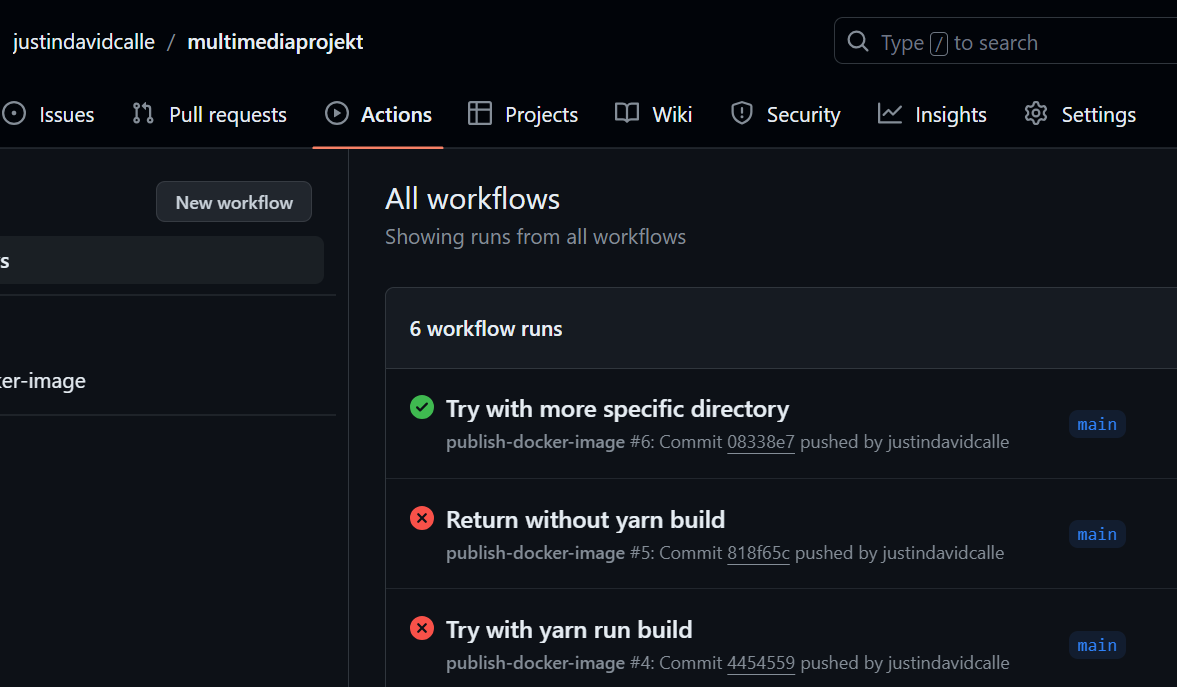 justindavidcalle / multimediaprojekt
Type / to search
Issues Pull requests Actions Projects Wiki Security Insights Settings
New workflow
s
er-image
All workflows
Showing runs from all workflows
6 workflow runs
Try with more specific directory
publish-docker-image #6: Commit 08338e7 pushed by justindavidcalle
main
Return without yarn build
publish-docker-image #5: Commit 818f65c pushed by justindavidcalle
main
Try with yarn run build
publish-docker-image #4: Commit 4454559 pushed by justindavidcalle
main